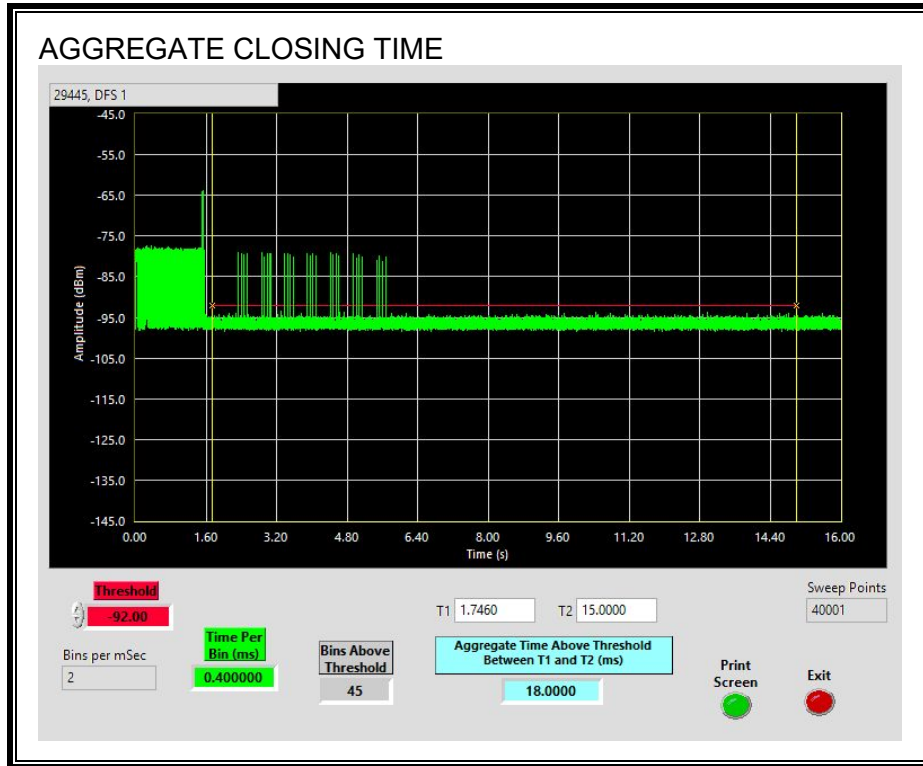 AGGREGATE CLOSING TIME
29445, DFS 1
-45.0
-55.0
-65.0
-75.0
-85.0
-95.0
-105.0
-115.0
-125.0
-135.0
-145.0
Amplitude (dBm)
0.00 1.60 3.20 4.80 6.40 8.00 9.60 11.20 12.80 14.40 16.00
Time (s)
Threshold
-92.00
Bins per mSec
2
Time Per
Bin (ms)
0.400000
Bins Above
Threshold
45
T1 1.7460 T2 15.0000
Aggregate Time Above Threshold
Between T1 and T2 (ms)
18.0000
Sweep Points
40001
Print
Screen
Exit